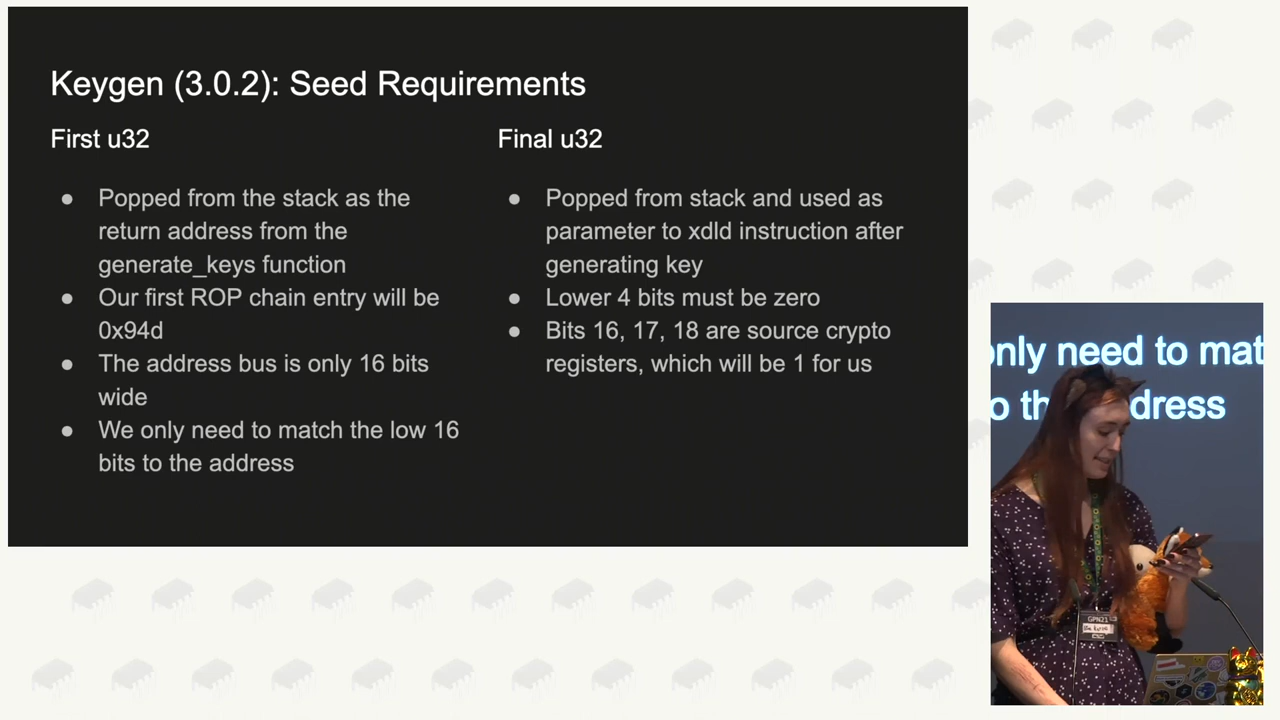 Keygen (3.0.2): Seed Requirements
First u32
● Popped from the stack as the
return address from the
generate_keys function
● Our first ROP chain entry will be
0x94d
● The address bus is only 16 bits
wide
● We only need to match the low 16
bits to the address
Final u32
● Popped from stack and used as
parameter to xdld instruction after
generating key
● Lower 4 bits must be zero
● Bits 16, 17, 18 are source crypto
registers, which will be 1 for us
only need to mat
o th dress
GPN21